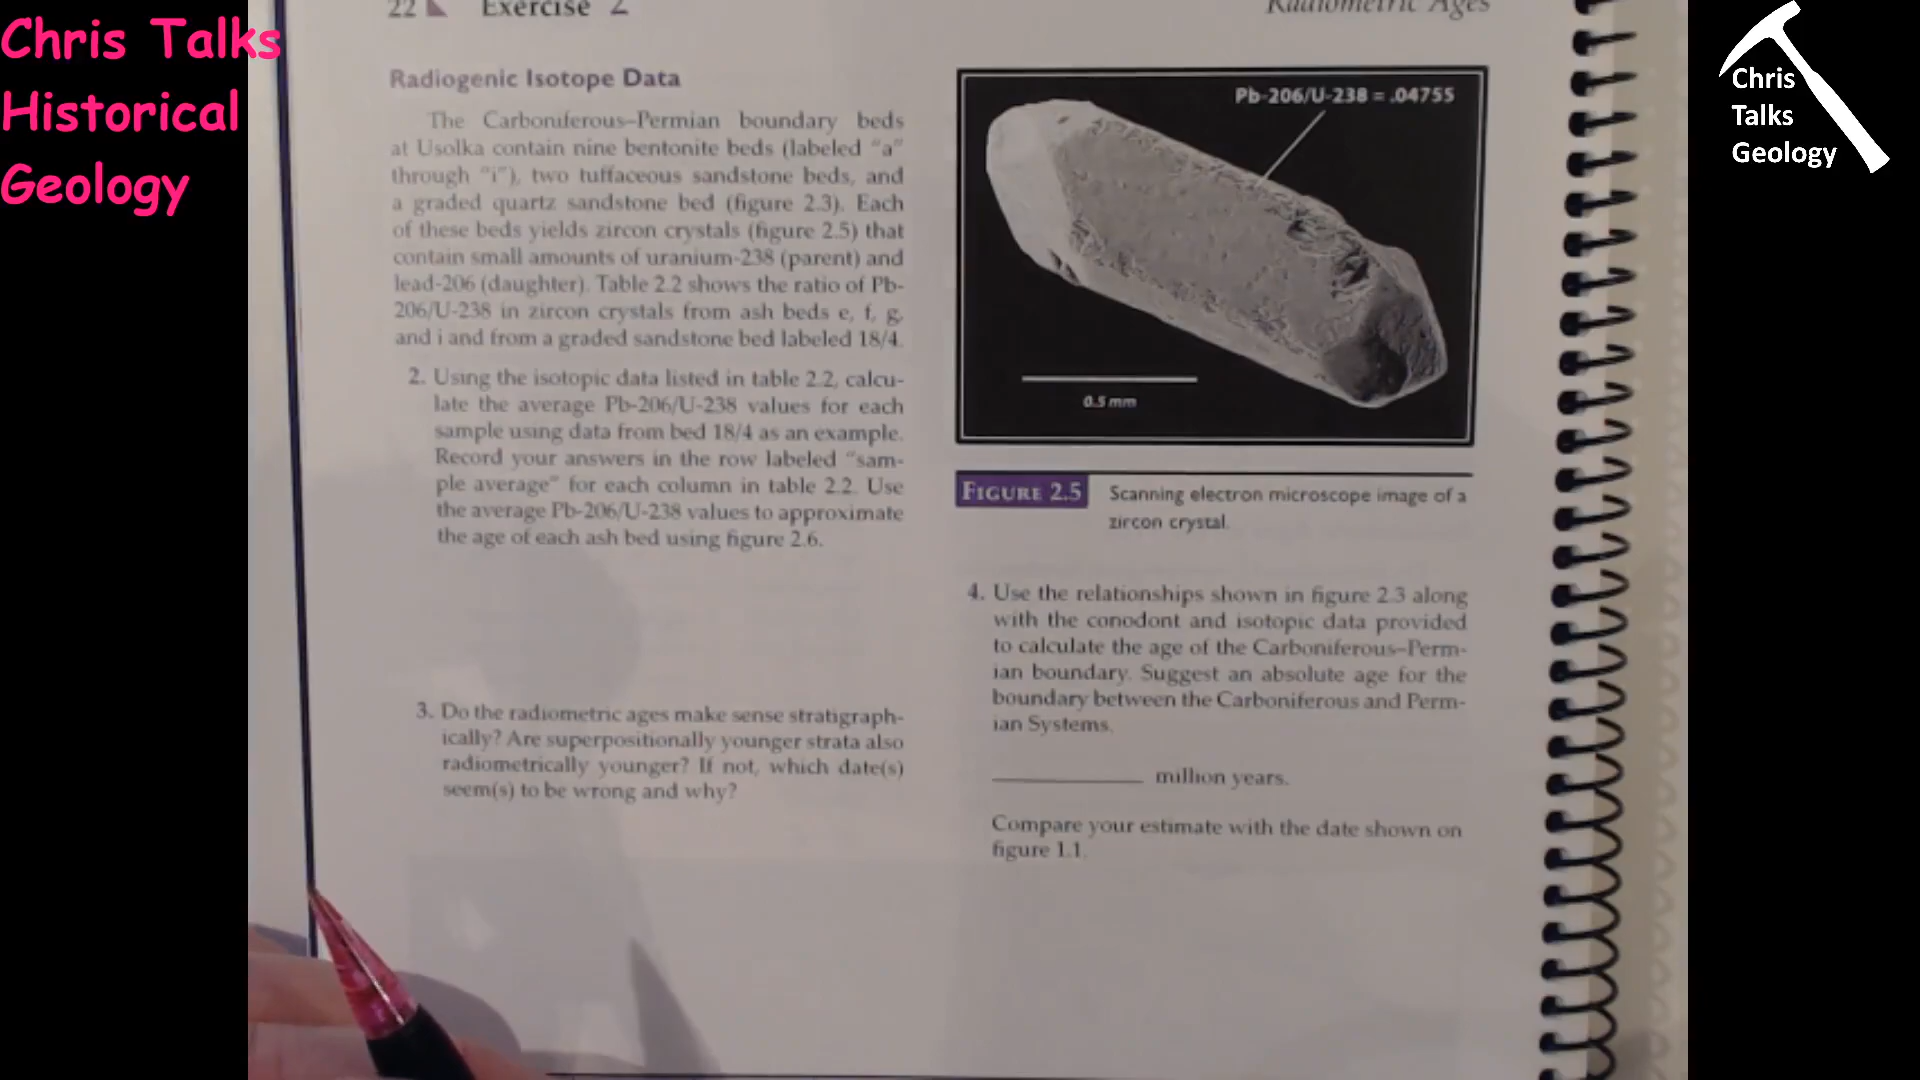 Chris Talks
Historical
Geology
Chris
Talks
Geology
22 Exercise 2
Radiometric Ages
Radiogenic Isotope Data
The Carboniferous–Permian boundary beds
at Usolka contain nine bentonite beds (labeled "a"
through "i"), two tuffaceous sandstone beds, and
a graded quartz sandstone bed (figure 2.3). Each
of these beds yields zircon crystals (figure 2.5) that
contain small amounts of uranium-238 (parent) and
lead-206 (daughter). Table 2.2 shows the ratio of Pb-
206/U-238 in zircon crystals from ash beds e, f, g,
and i and from a graded sandstone bed labeled 18/4.
2. Using the isotopic data listed in table 2.2, calcu-
late the average Pb-206/U-238 values for each
sample using data from bed 18/4 as an example.
Record your answers in the row labeled "sam-
ple average" for each column in table 2.2. Use
the average Pb-206/U-238 values to approximate
the age of each ash bed using figure 2.6.
3. Do the radiometric ages make sense stratigraph-
ically? Are superpositionally younger strata also
radiometrically younger? If not, which date(s)
seem(s) to be wrong and why?
Pb-206/U-238 = .04755
0.5 mm
FIGURE 2.5 Scanning electron microscope image of a
zircon crystal.
4. Use the relationships shown in figure 2.3 along
with the conodont and isotopic data provided
to calculate the age of the Carboniferous–Perm-
ian boundary. Suggest an absolute age for the
boundary between the Carboniferous and Perm-
ian Systems.
million years.
Compare your estimate with the date shown on
figure 1.1.